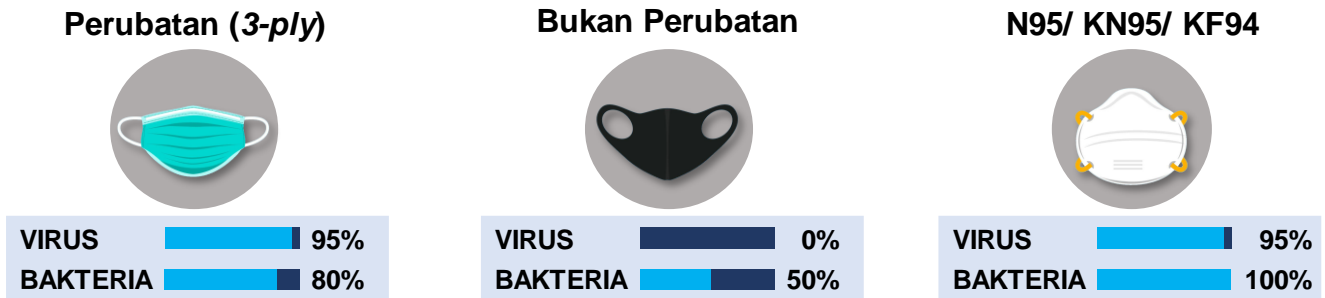 Perubatan (3-ply)
VIRUS 95%
BAKTERIA 80%
Bukan Perubatan
VIRUS 0%
BAKTERIA 50%
N95/ KN95/ KF94
VIRUS 95%
BAKTERIA 100%